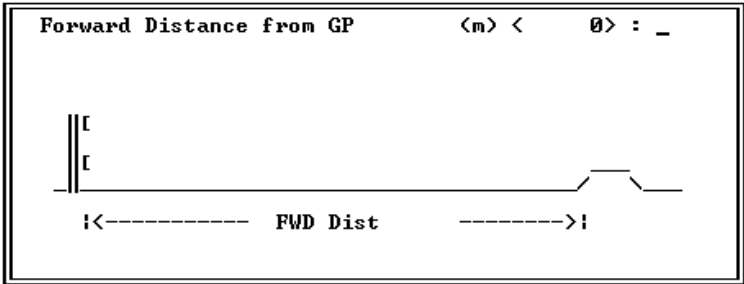 Forward Distance from GP (m) < 0> : _
[
[
|<----------- FWD Dist -------->|